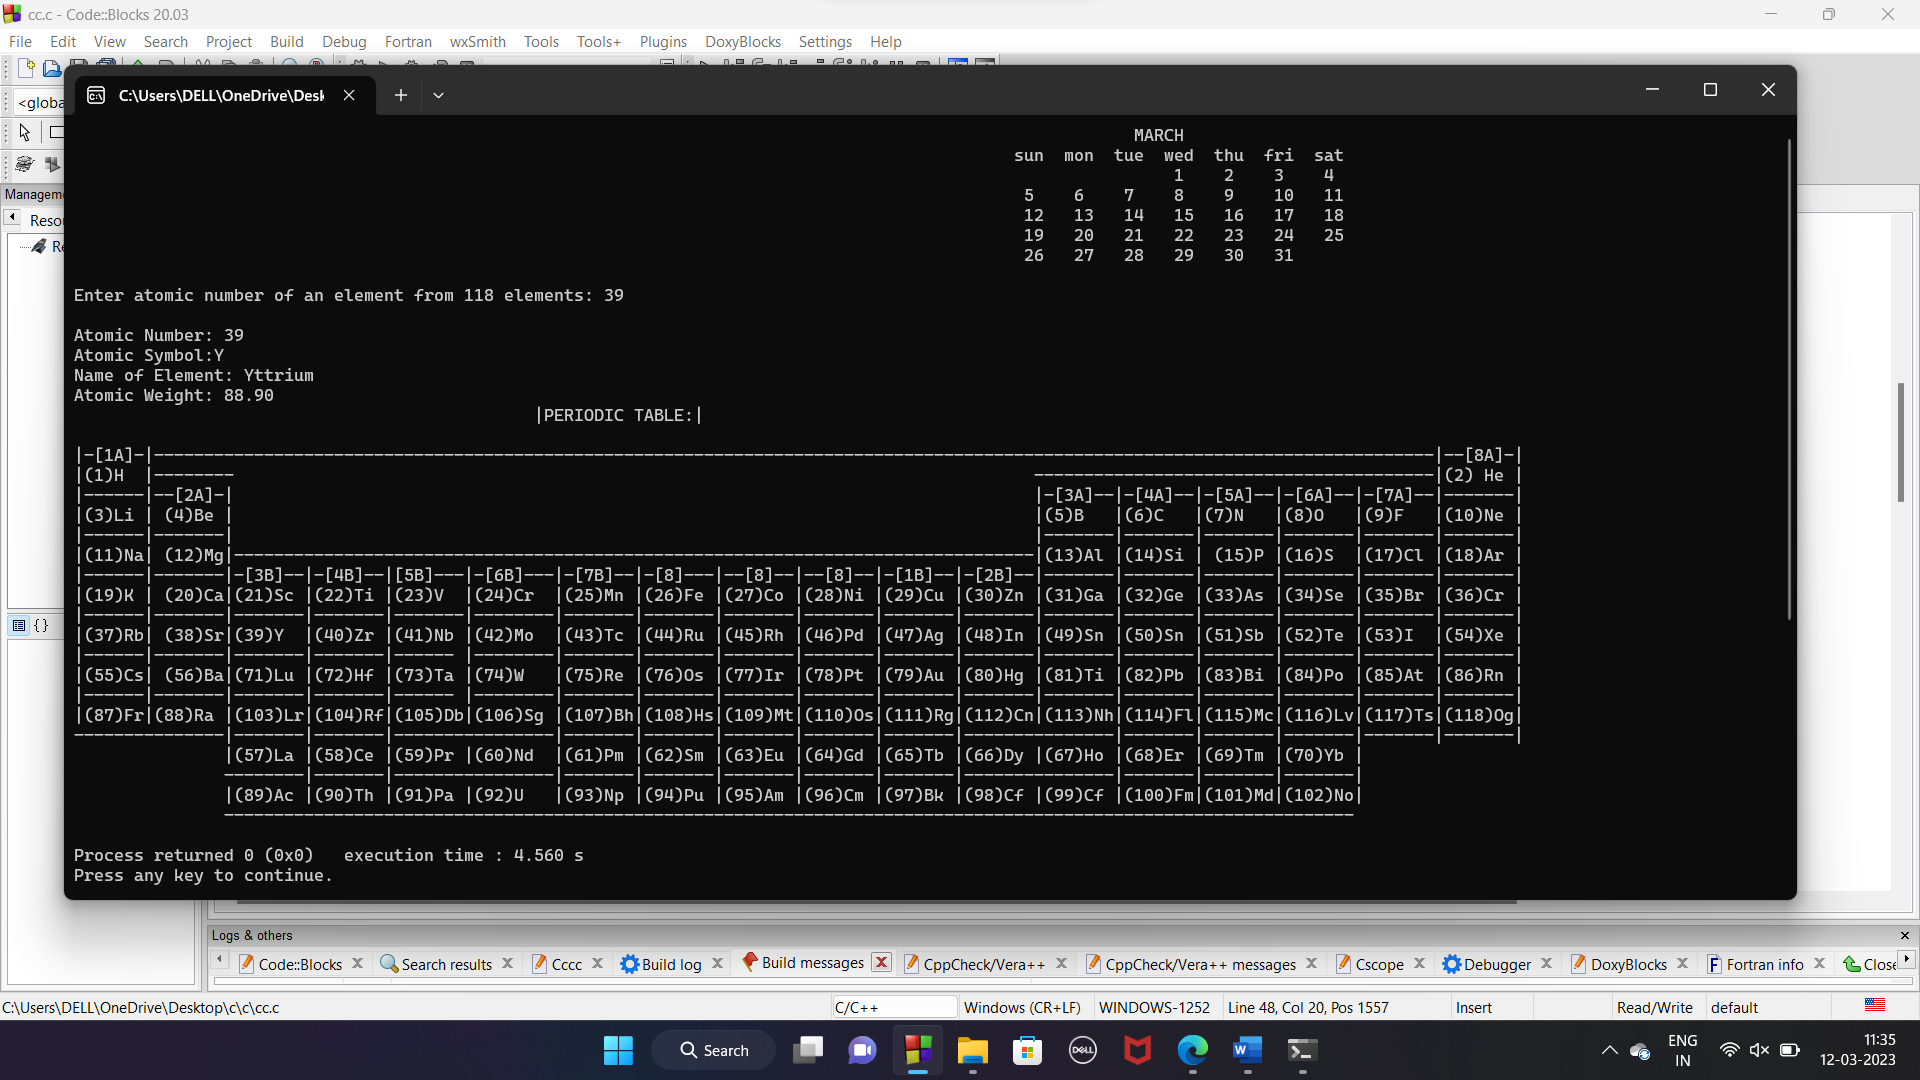 cc.c - Code::Blocks 20.03
File Edit View Search Project Build Debug Fortran wxSmith Tools Tools+ Plugins DoxyBlocks Settings Help
C:\Users\DELL\OneDrive\Desk
<globa
Managem
Resou
Re
MARCH
sun mon tue wed thu fri sat
1 2 3 4
5 6 7 8 9 10 11
12 13 14 15 16 17 18
19 20 21 22 23 24 25
26 27 28 29 30 31
Enter atomic number of an element from 118 elements: 39
Atomic Number: 39
Atomic Symbol:Y
Name of Element: Yttrium
Atomic Weight: 88.90
|PERIODIC TABLE:|
|-[1A]-|--------------------------------------------------------------------------------------------------------------------------------|--[8A]-|
|(1)H |-------- ----------------------------------------|(2) He |
|------|--[2A]-| |-[3A]--|-[4A]--|-[5A]--|-[6A]--|-[7A]--|-------|
|(3)Li | (4)Be | |(5)B |(6)C |(7)N |(8)O |(9)F |(10)Ne |
|------|-------| |-------|-------|-------|-------|-------|-------|
|(11)Na| (12)Mg|--------------------------------------------------------------------------------|(13)Al |(14)Si | (15)P |(16)S |(17)Cl |(18)Ar |
|------|-------|-[3B]--|-[4B]--|[5B]---|-[6B]---|-[7B]--|-[8]---|--[8]--|--[8]--|-[1B]--|-[2B]--|-------|-------|-------|-------|-------|-------|
|(19)K | (20)Ca|(21)Sc |(22)Ti |(23)V |(24)Cr |(25)Mn |(26)Fe |(27)Co |(28)Ni |(29)Cu |(30)Zn |(31)Ga |(32)Ge |(33)As |(34)Se |(35)Br |(36)Cr |
|------|-------|-------|-------|-------|--------|-------|-------|-------|-------|-------|-------|-------|-------|-------|-------|-------|-------|
|(37)Rb| (38)Sr|(39)Y |(40)Zr |(41)Nb |(42)Mo |(43)Tc |(44)Ru |(45)Rh |(46)Pd |(47)Ag |(48)In |(49)Sn |(50)Sn |(51)Sb |(52)Te |(53)I |(54)Xe |
|------|-------|-------|-------|------ |--------|-------|-------|-------|-------|-------|-------|-------|-------|-------|-------|-------|-------|
|(55)Cs| (56)Ba|(71)Lu |(72)Hf |(73)Ta |(74)W |(75)Re |(76)Os |(77)Ir |(78)Pt |(79)Au |(80)Hg |(81)Ti |(82)Pb |(83)Bi |(84)Po |(85)At |(86)Rn |
|------|-------|-------|-------|------ |--------|-------|-------|-------|-------|-------|-------|-------|-------|-------|-------|-------|-------|
|(87)Fr|(88)Ra |(103)Lr|(104)Rf|(105)Db|(106)Sg |(107)Bh|(108)Hs|(109)Mt|(110)Os|(111)Rg|(112)Cn|(113)Nh|(114)Fl|(115)Mc|(116)Lv|(117)Ts|(118)Og|
---------------|-------|-------|-------|--------|-------|-------|-------|-------|-------|-------|-------|-------|-------|-------|-------|-------|
|(57)La |(58)Ce |(59)Pr |(60)Nd |(61)Pm |(62)Sm |(63)Eu |(64)Gd |(65)Tb |(66)Dy |(67)Ho |(68)Er |(69)Tm |(70)Yb |
--------|-------|----------------|-------|-------|-------|-------|-------|---------------|-------|-------|-------|
|(89)Ac |(90)Th |(91)Pa |(92)U |(93)Np |(94)Pu |(95)Am |(96)Cm |(97)Bk |(98)Cf |(99)Cf |(100)Fm|(101)Md|(102)No|
-----------------------------------------------------------------------------------------------------------------
Process returned 0 (0x0) execution time : 4.560 s
Press any key to continue.
Logs & others
Code::Blocks Search results Cccc Build log Build messages CppCheck/Vera++ CppCheck/Vera++ messages Cscope Debugger DoxyBlocks Fortran info Close
C:\Users\DELL\OneDrive\Desktop\c\c\cc.c C/C++ Windows (CR+LF) WINDOWS-1252 Line 48, Col 20, Pos 1557 Insert Read/Write default
Search
DELL
ENG
IN
11:35
12-03-2023